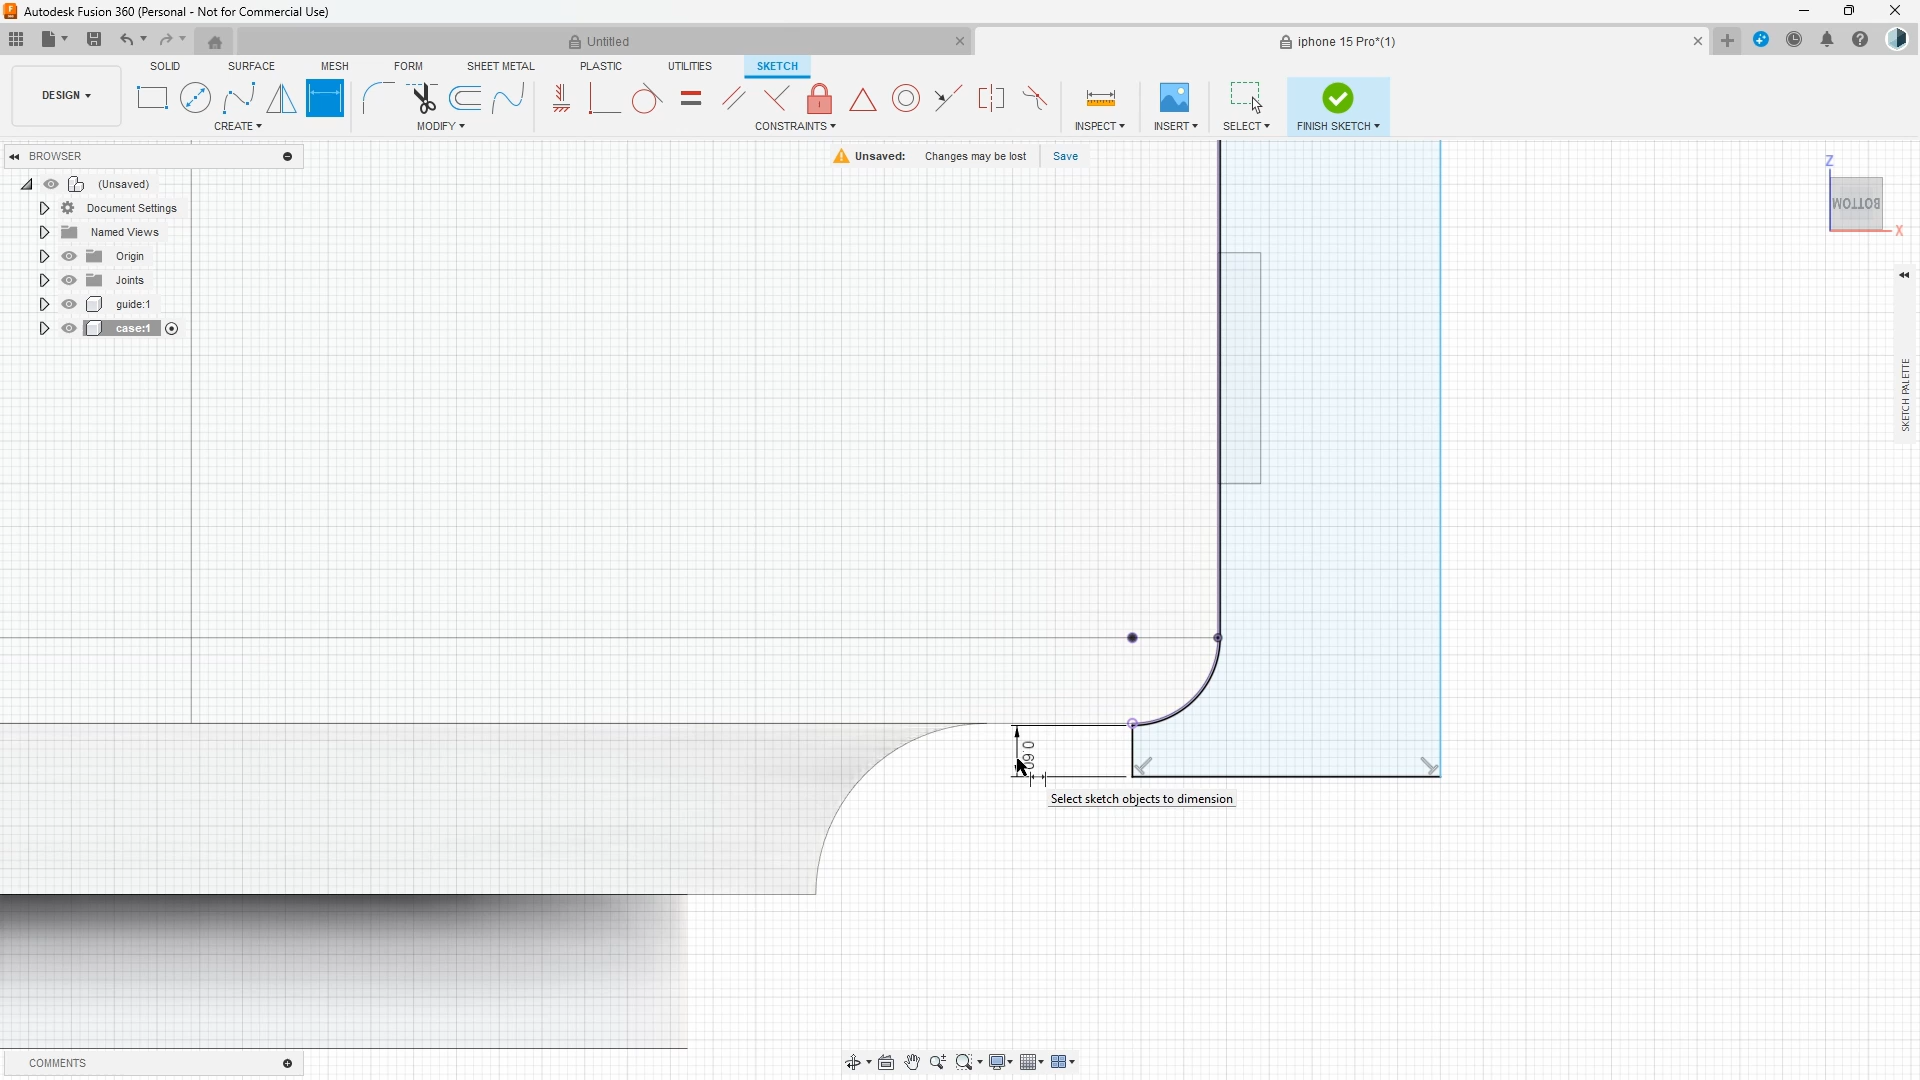 Autodesk Fusion 360 (Personal - Not for Commercial Use)
Untitled
iphone 15 Pro*(1)
DESIGN
SOLID
SURFACE
MESH
FORM
SHEET METAL
PLASTIC
UTILITIES
SKETCH
CREATE
MODIFY
CONSTRAINTS
INSPECT
INSERT
SELECT
FINISH SKETCH
BROWSER
(Unsaved)
Document Settings
Named Views
Origin
Joints
guide:1
case:1
Unsaved: Changes may be lost Save
Z
BOTTOM
X
SKETCH PALETTE
0.60
Select sketch objects to dimension
COMMENTS